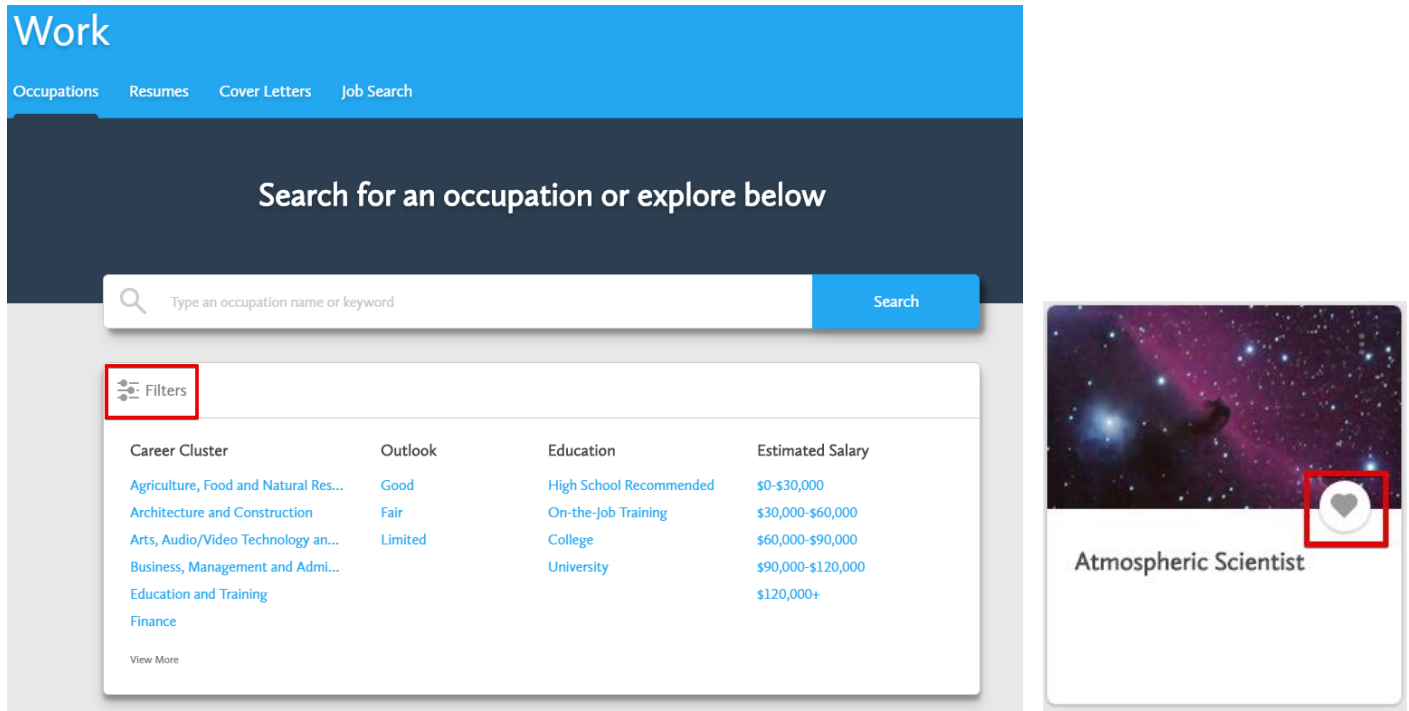 Work
Occupations Resumes Cover Letters Job Search
Search for an occupation or explore below
Type an occupation name or keyword Search
Filters
Career Cluster Outlook Education Estimated Salary
Agriculture, Food and Natural Res... Good High School Recommended $0-$30,000
Architecture and Construction Fair On-the-Job Training $30,000-$60,000
Arts, Audio/Video Technology an... Limited College $60,000-$90,000
Business, Management and Admi... University $90,000-$120,000
Education and Training $120,000+
Finance
View More
Atmospheric Scientist